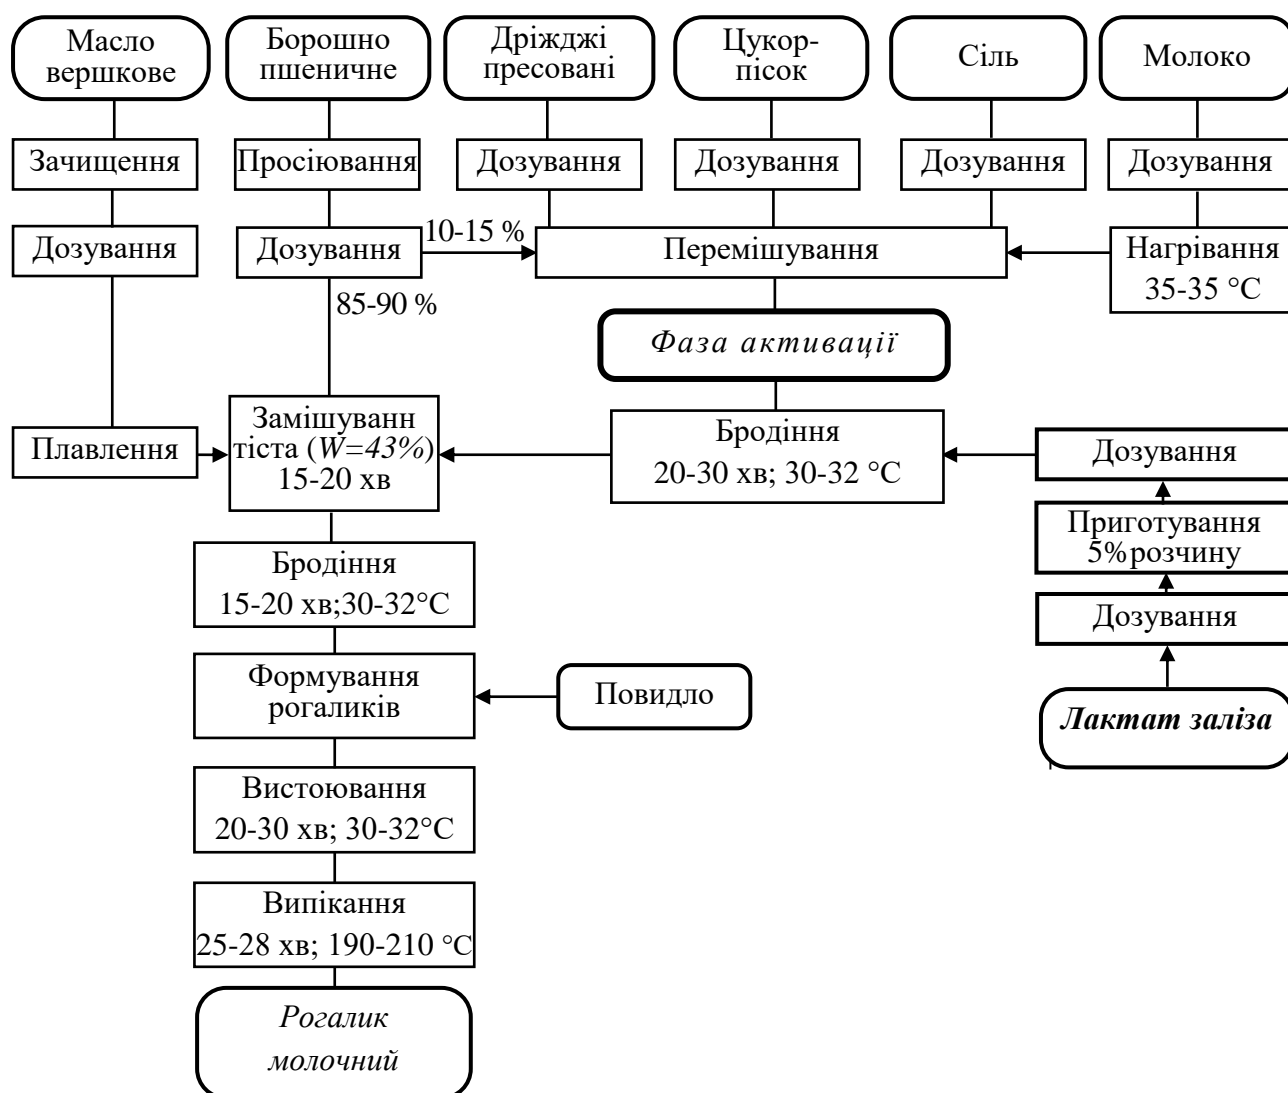 Масло
вершкове
Борошно
пшеничне
Дріжджі
пресовані
Цукор-
пісок
Сіль
Молоко
Зачищення
Просіювання
Дозування
Дозування
Дозування
Дозування
Дозування
Дозування
10-15 %
Перемішування
Нагрівання
35-35 °С
85-90 %
Фаза активації
Плавлення
Замішуванн
тіста (W=43%)
15-20 хв
Бродіння
20-30 хв; 30-32 °С
Дозування
Приготування
5%розчину
Дозування
Лактат заліза
Бродіння
15-20 хв;30-32°С
Формування
рогаликів
Повидло
Вистоювання
20-30 хв; 30-32°С
Випікання
25-28 хв; 190-210 °С
Рогалик
молочний